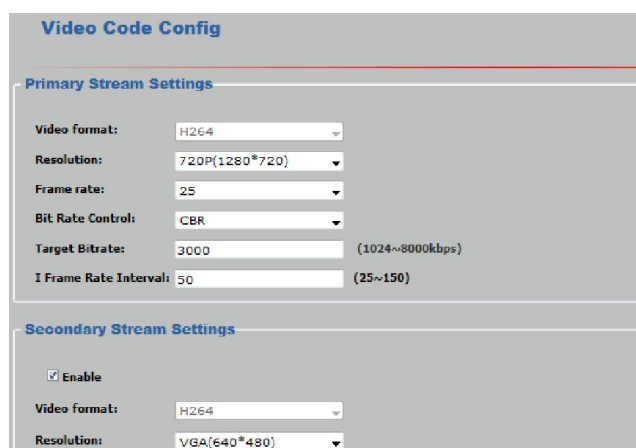 Video Code Config
Primary Stream Settings
Video format: H264
Resolution: 720P(1280*720)
Frame rate: 25
Bit Rate Control: CBR
Target Bitrate: 3000 (1024~8000kbps)
I Frame Rate Interval: 50 (25~150)
Secondary Stream Settings
Enable
Video format: H264
Resolution: VGA(640*480)